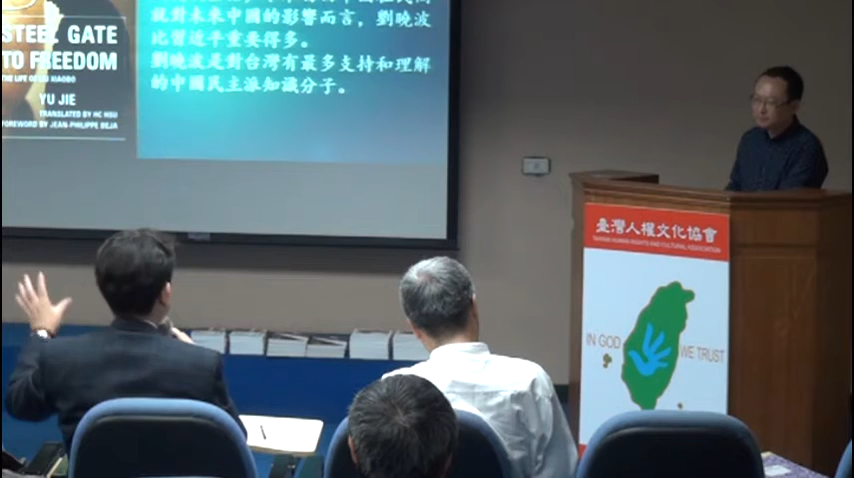 STEEL GATE
TO FREEDOM
THE LIFE OF LIU XIAOBO
YU JIE
TRANSLATED BY HC HSU
FOREWORD BY JEAN-PHILIPPE BEJA
就對未來中國的影響而言，劉曉波
比習近平重要得多。
劉曉波是對台灣有最多支持和理解
的中國民主派知識分子。
臺灣人權文化協會
TAIWAN HUMAN RIGHTS AND CULTURAL ASSOCIATION
IN GOD WE TRUST